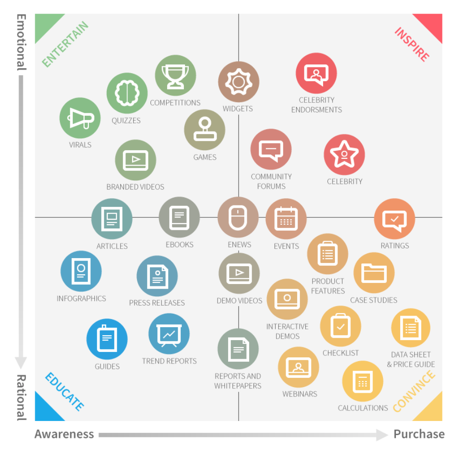 Emotional
ENTERTAIN
INSPIRE
COMPETITIONS
WIDGETS
CELEBRITY
ENDORSMENTS
QUIZZES
VIRALS
GAMES
BRANDED VIDEOS
COMMUNITY
FORUMS
CELEBRITY
ARTICLES
EBOOKS
ENEWS
EVENTS
RATINGS
INFOGRAPHICS
PRESS RELEASES
DEMO VIDEOS
PRODUCT
FEATURES
CASE STUDIES
INTERACTIVE
DEMOS
GUIDES
TREND REPORTS
REPORTS AND
WHITEPAPERS
CHECKLIST
DATA SHEET
& PRICE GUIDE
WEBINARS
CALCULATIONS
EDUCATE
CONVINCE
Rational
Awareness
Purchase